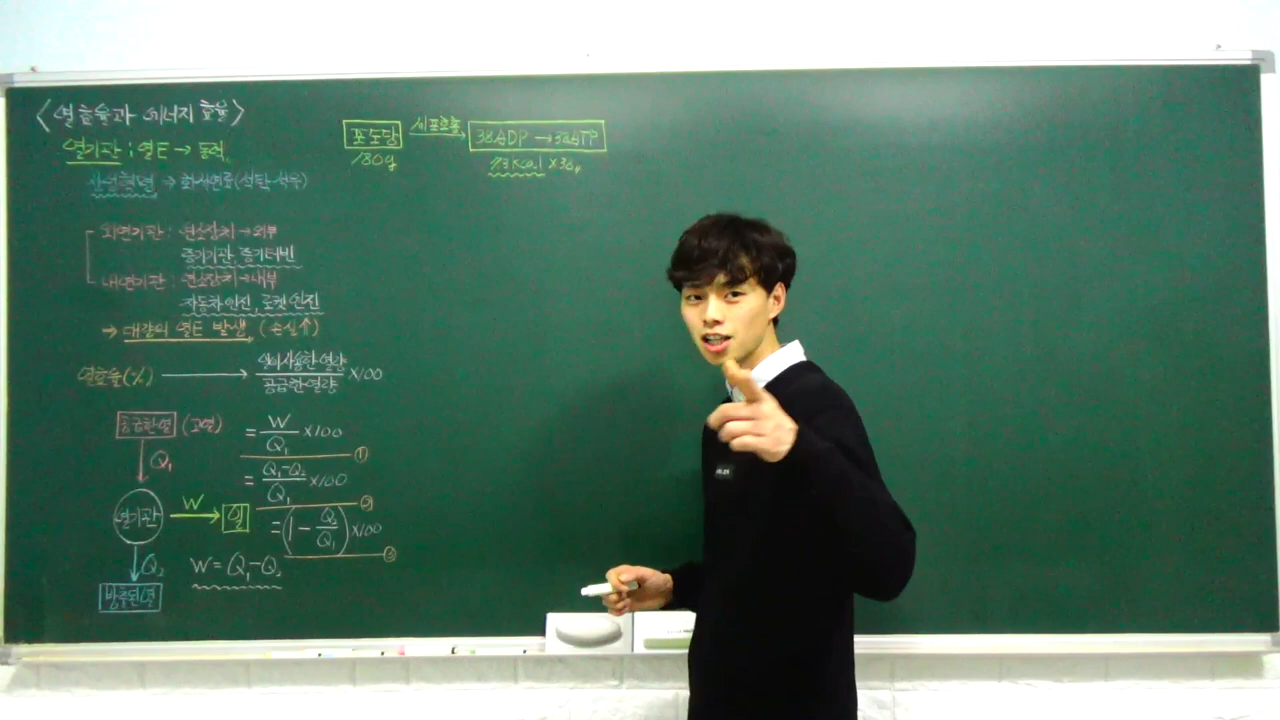 <열효율과 에너지 효율>
열기관 : 열E → 동력
산업혁명 → 화석연료(석탄, 석유)
외연기관 : 연소장치 → 외부
증기기관, 증기터빈
내연기관 : 연소장치 → 내부
자동차엔진, 로켓엔진
→ 대량의 열E 발생 (손실↑)
열효율(%) → 일에 사용한 열량 / 공급한 열량 ×100
= W/Q₁ ×100 ①
= (Q₁-Q₂)/Q₁ ×100 ②
= (1 - Q₂/Q₁) ×100 ③
공급한 열 (고열)
Q₁
열기관 W → 일
Q₂
W = Q₁-Q₂
방출된 열
포도당 세포호흡 → 38ADP → 38ATP
180g
7.3kcal × 38